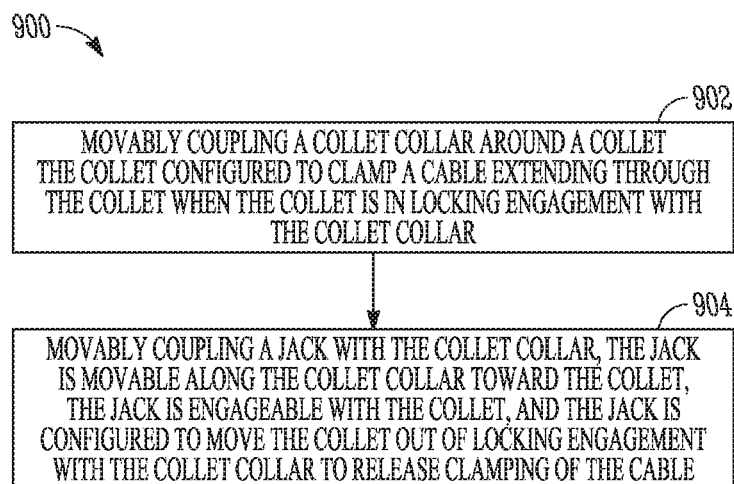 900
902
MOVABLY COUPLING A COLLET COLLAR AROUND A COLLET
THE COLLET CONFIGURED TO CLAMP A CABLE EXTENDING THROUGH
THE COLLET WHEN THE COLLET IS IN LOCKING ENGAGEMENT WITH
THE COLLET COLLAR
904
MOVABLY COUPLING A JACK WITH THE COLLET COLLAR, THE JACK
IS MOVABLE ALONG THE COLLET COLLAR TOWARD THE COLLET,
THE JACK IS ENGAGEABLE WITH THE COLLET, AND THE JACK IS
CONFIGURED TO MOVE THE COLLET OUT OF LOCKING ENGAGEMENT
WITH THE COLLET COLLAR TO RELEASE CLAMPING OF THE CABLE